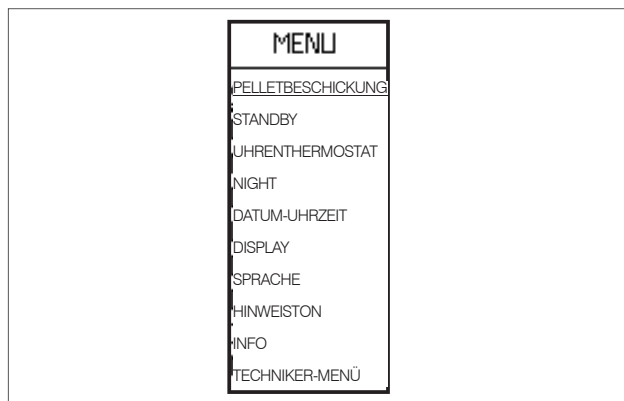 MENU
PELLETBESCHICKUNG
STANDBY
UHRENTHERMOSTAT
NIGHT
DATUM-UHRZEIT
DISPLAY
SPRACHE
HINWEISTON
INFO
TECHNIKER-MENÜ